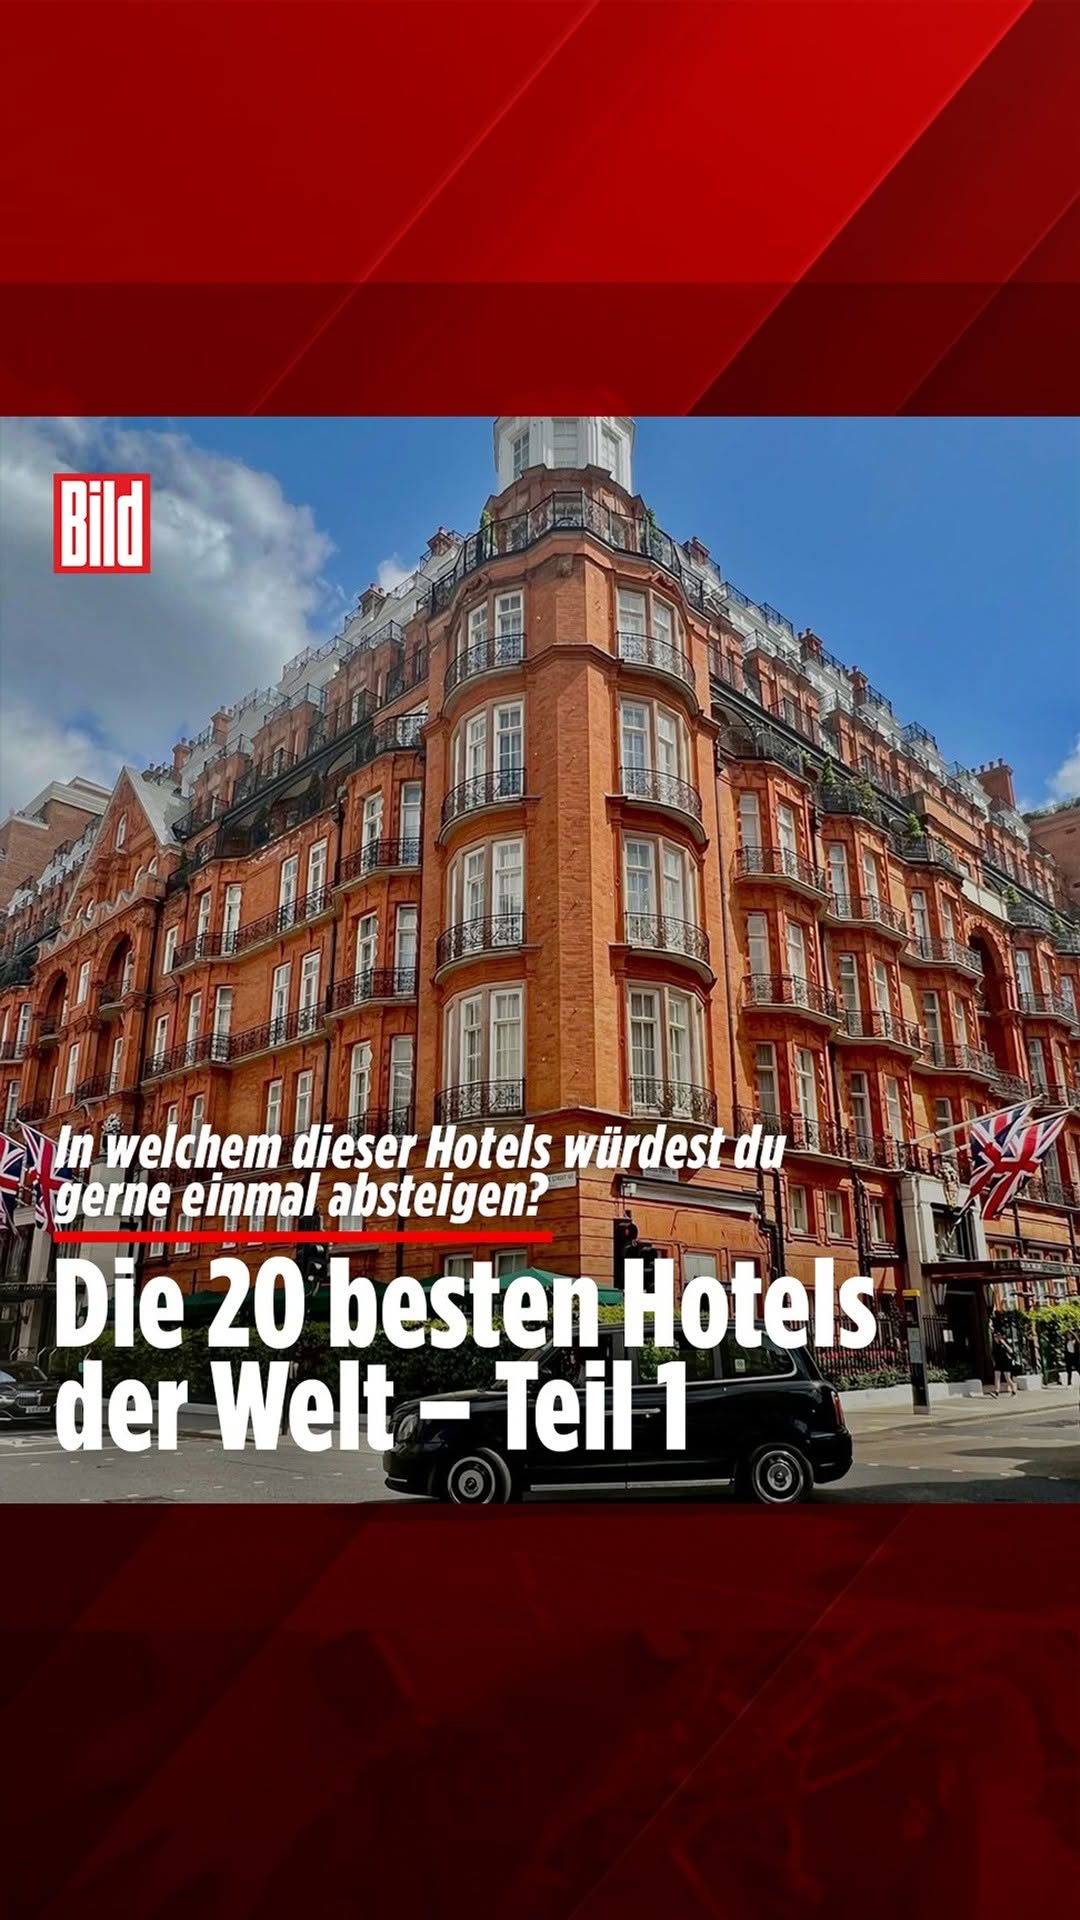 Bild
In welchem dieser Hotels würdest du
gerne einmal absteigen?
Die 20 besten Hotels
der Welt – Teil 1